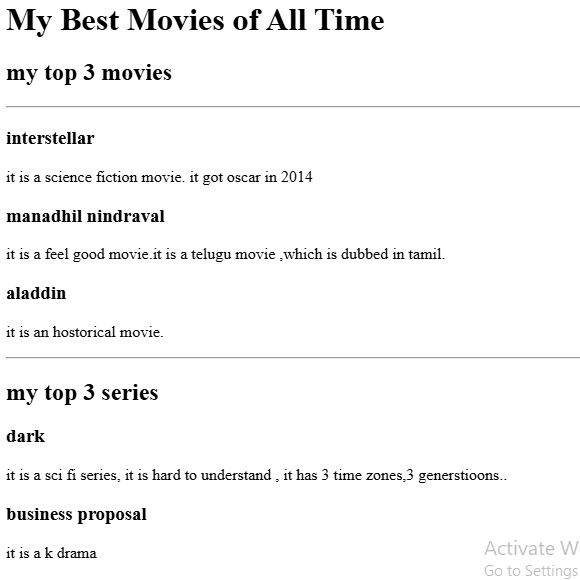 My Best Movies of All Time
my top 3 movies
interstellar
it is a science fiction movie. it got oscar in 2014
manadhil nindraval
it is a feel good movie.it is a telugu movie ,which is dubbed in tamil.
aladdin
it is an hostorical movie.
my top 3 series
dark
it is a sci fi series, it is hard to understand , it has 3 time zones,3 generstioons..
business proposal
it is a k drama
Activate W
Go to Settings